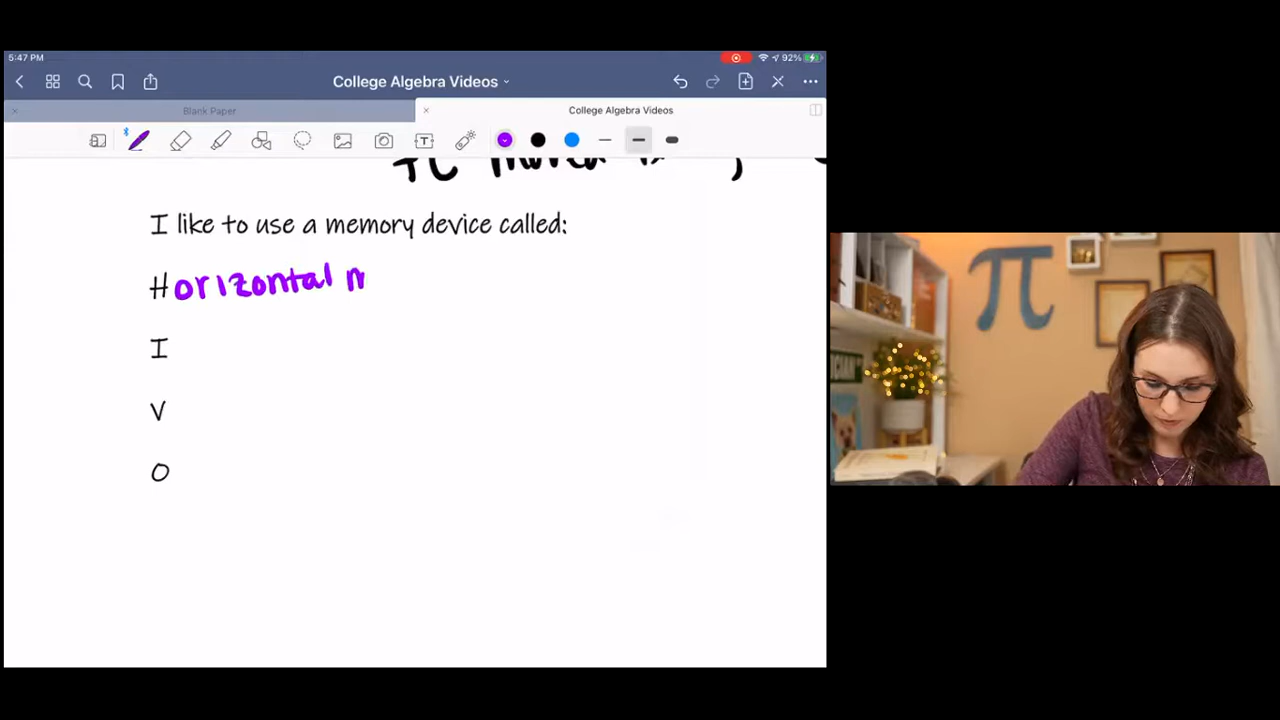 5:47 PM
92%
College Algebra Videos
Blank Paper
College Algebra Videos
I like to use a memory device called:
Horizontal
I
V
O